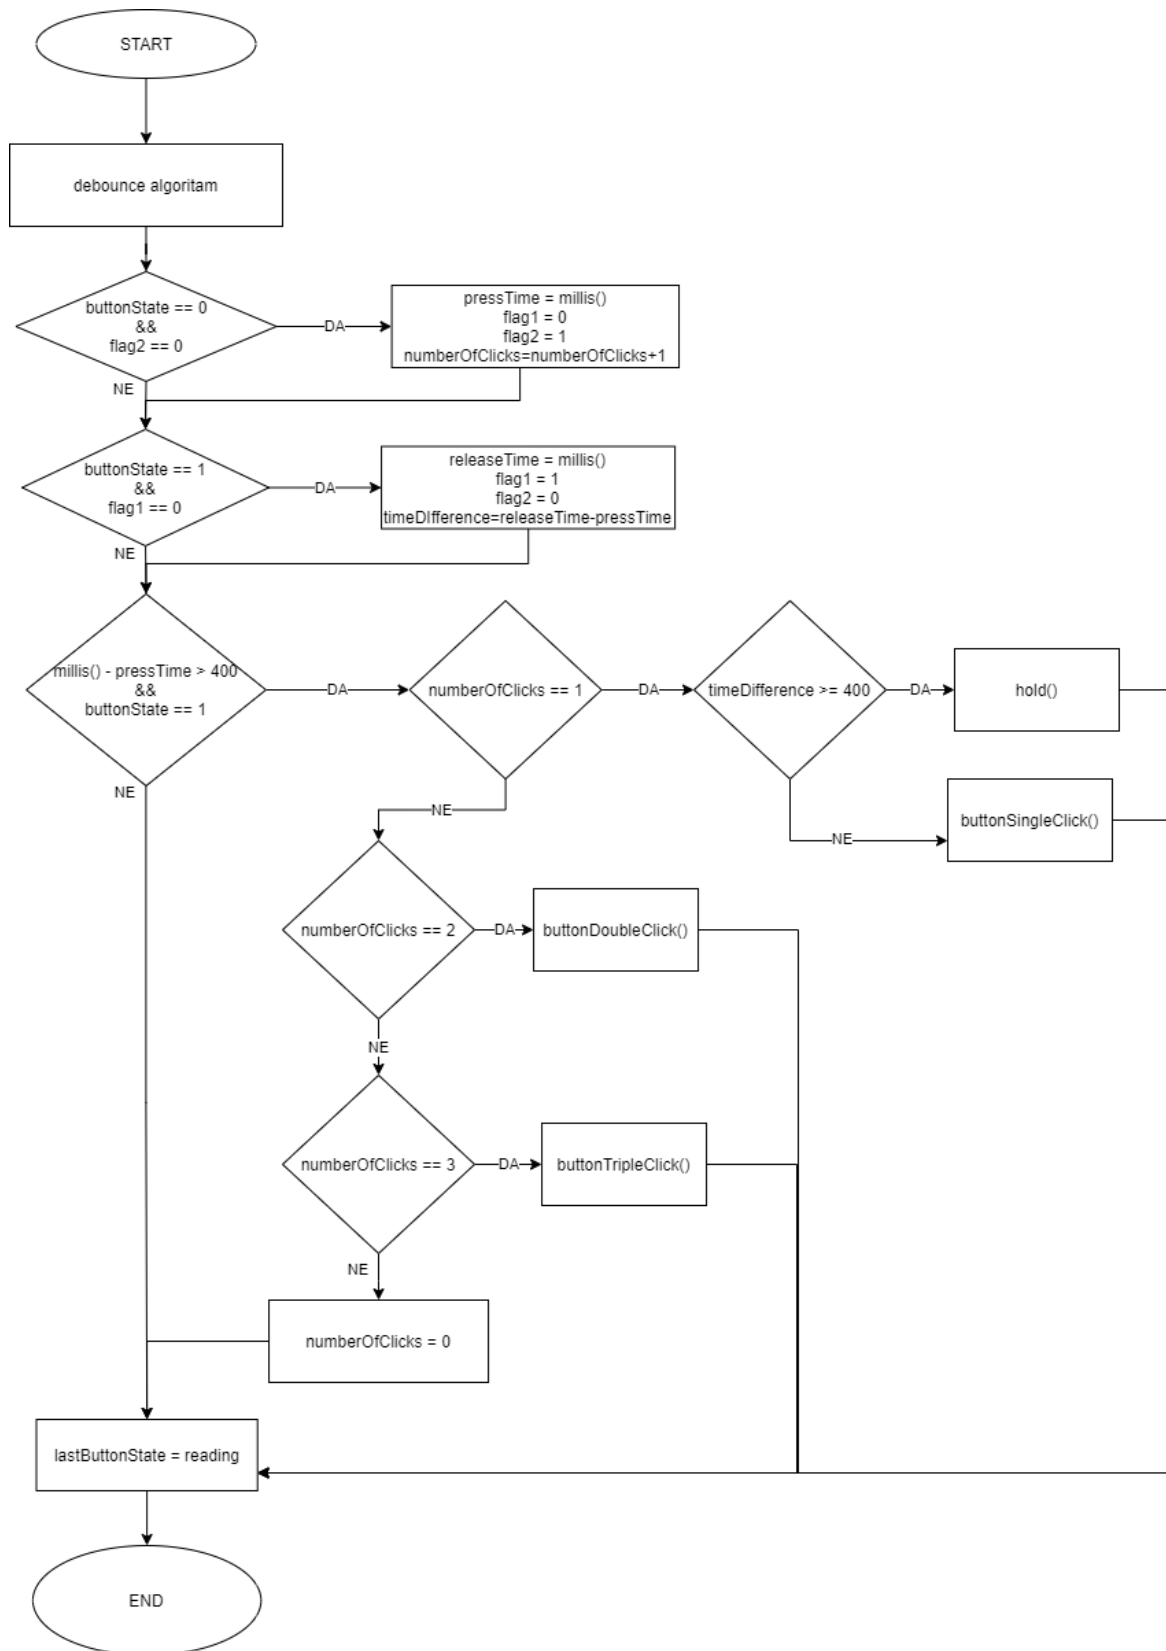 START
debounce algoritam
buttonState == 0
&&
flag2 == 0
DA
pressTime = millis()
flag1 = 0
flag2 = 1
numberOfClicks=numberOfClicks+1
NE
buttonState == 1
&&
flag1 == 0
DA
releaseTime = millis()
flag1 = 1
flag2 = 0
timeDIfference=releaseTime-pressTime
NE
millis() - pressTime > 400
&&
buttonState == 1
DA
numberOfClicks == 1
DA
timeDifference >= 400
DA
hold()
NE
NE
NE
buttonSingleClick()
numberOfClicks == 2
DA
buttonDoubleClick()
NE
numberOfClicks == 3
DA
buttonTripleClick()
NE
numberOfClicks = 0
lastButtonState = reading
END